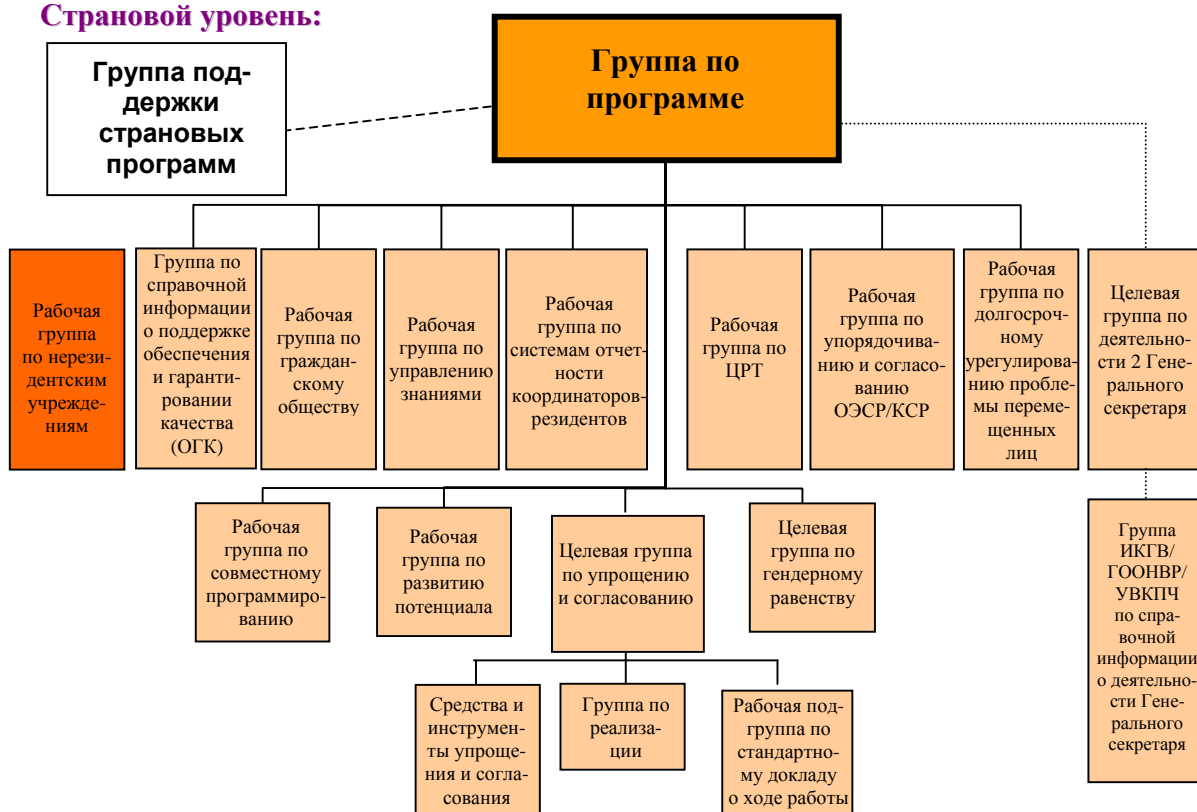 Страновой уровень:
Группа под-
держки
страновых
программ
Группа по
программе
Рабочая
группа
по нерези-
дентским
учрежде-
ниям
Группа по
справочной
информации
о поддержке
обеспечения
и гаранти-
ровании
качества
(ОГК)
Рабочая
группа по
граждан-
скому
обществу
Рабочая
группа по
управлению
знаниями
Рабочая
группа по
системам отчет-
ности
координаторов-
резидентов
Рабочая
группа по
ЦРТ
Рабочая
группа по
упорядочива-
нию и согласо-
ванию
ОЭСР/КСР
Рабочая
группа по
долгосроч-
ному
урегулирова-
нию пробле-
мы переме-
щенных
лиц
Целевая
группа по
деятельно-
сти 2 Гене-
рального
секретаря
Рабочая
группа по
совместному
программиро-
ванию
Рабочая
группа по
развитию
потенциала
Целевая группа
по упрощению
и согласованию
Целевая
группа по
гендерному
равенству
Группа
ИКГВ/
ГООНВР/
УВКПЧ
по спра-
вочной
информации
о деятельно-
сти Гене-
рального
секретаря
Средства и
инструмен-
ты упроще-
ния и согла-
сования
Группа по
реализа-
ции
Рабочая под-
группа по
стандартно-
му докладу
о ходе работы